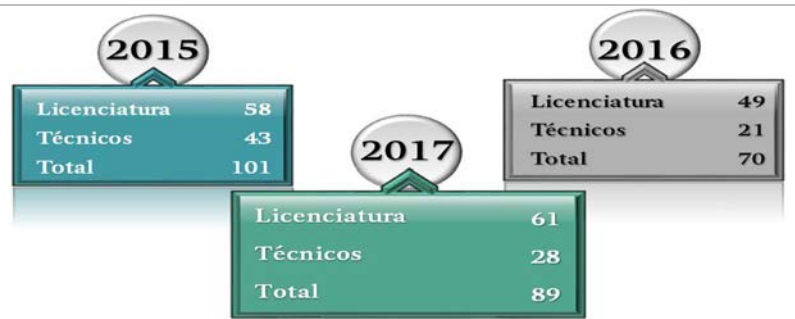 2015
Licenciatura 58
Técnicos 43
Total 101
2016
Licenciatura 49
Técnicos 21
Total 70
2017
Licenciatura 61
Técnicos 28
Total 89